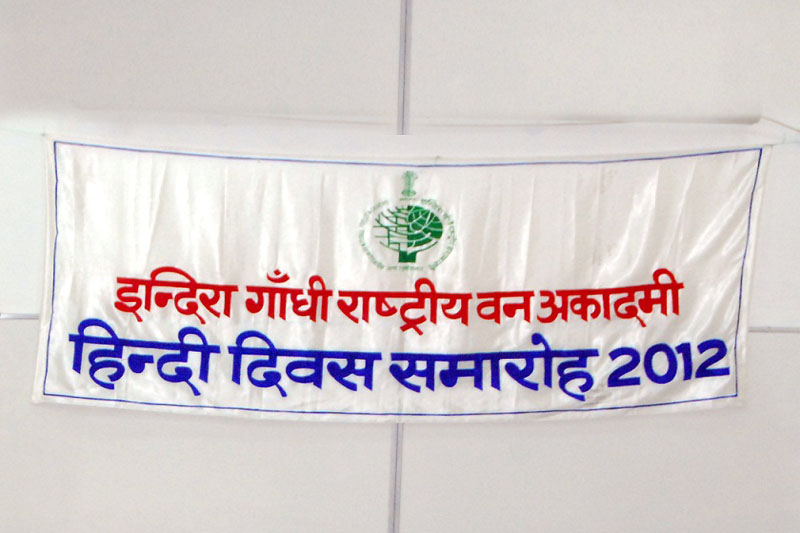 इन्दिरा गाँधी राष्ट्रीय वन अकादमी
हिन्दी दिवस समारोह 2012